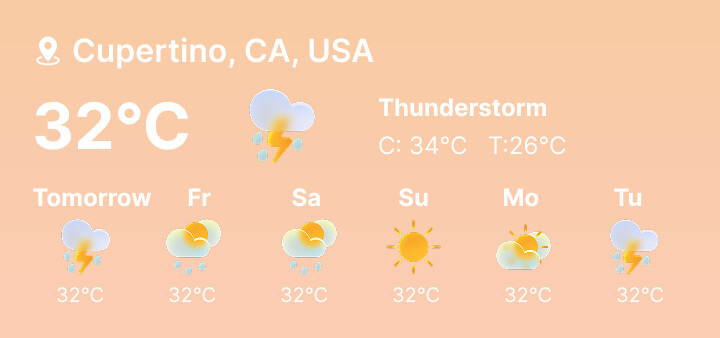 Cupertino, CA, USA
32°C
Thunderstorm
C: 34°C T:26°C
Tomorrow Fr Sa Su Mo Tu
32°C 32°C 32°C 32°C 32°C 32°C